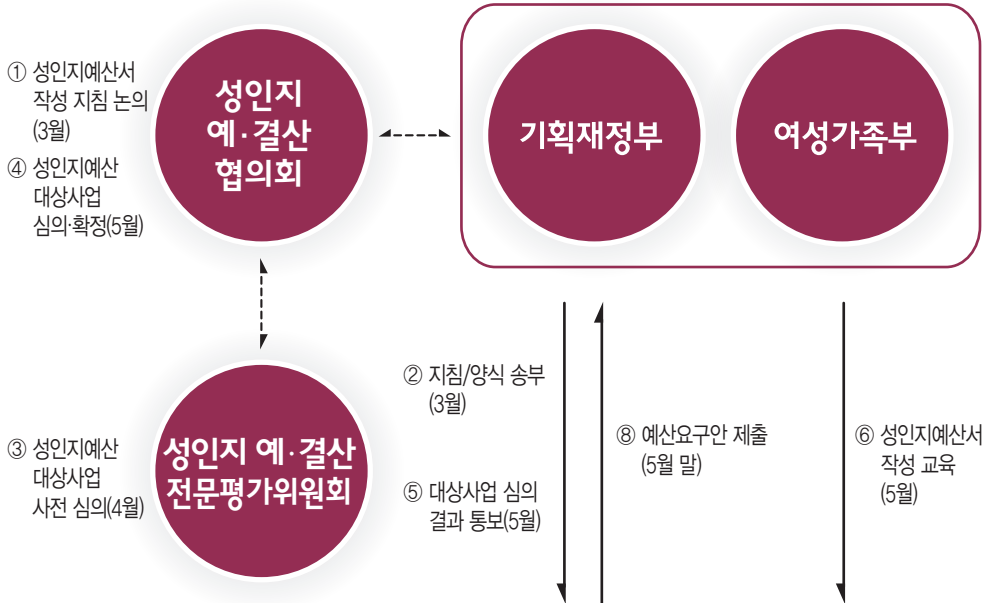 ① 성인지예산서
작성 지침 논의
(3월)
④ 성인지예산
대상사업
심의·확정(5월)
성인지
예·결산
협의회
기획재정부
여성가족부
③ 성인지예산
대상사업
사전 심의(4월)
성인지 예·결산
전문평가위원회
② 지침/양식 송부
(3월)
⑤ 대상사업 심의
결과 통보(5월)
⑧ 예산요구안 제출
(5월 말)
⑥ 성인지예산서
작성 교육
(5월)